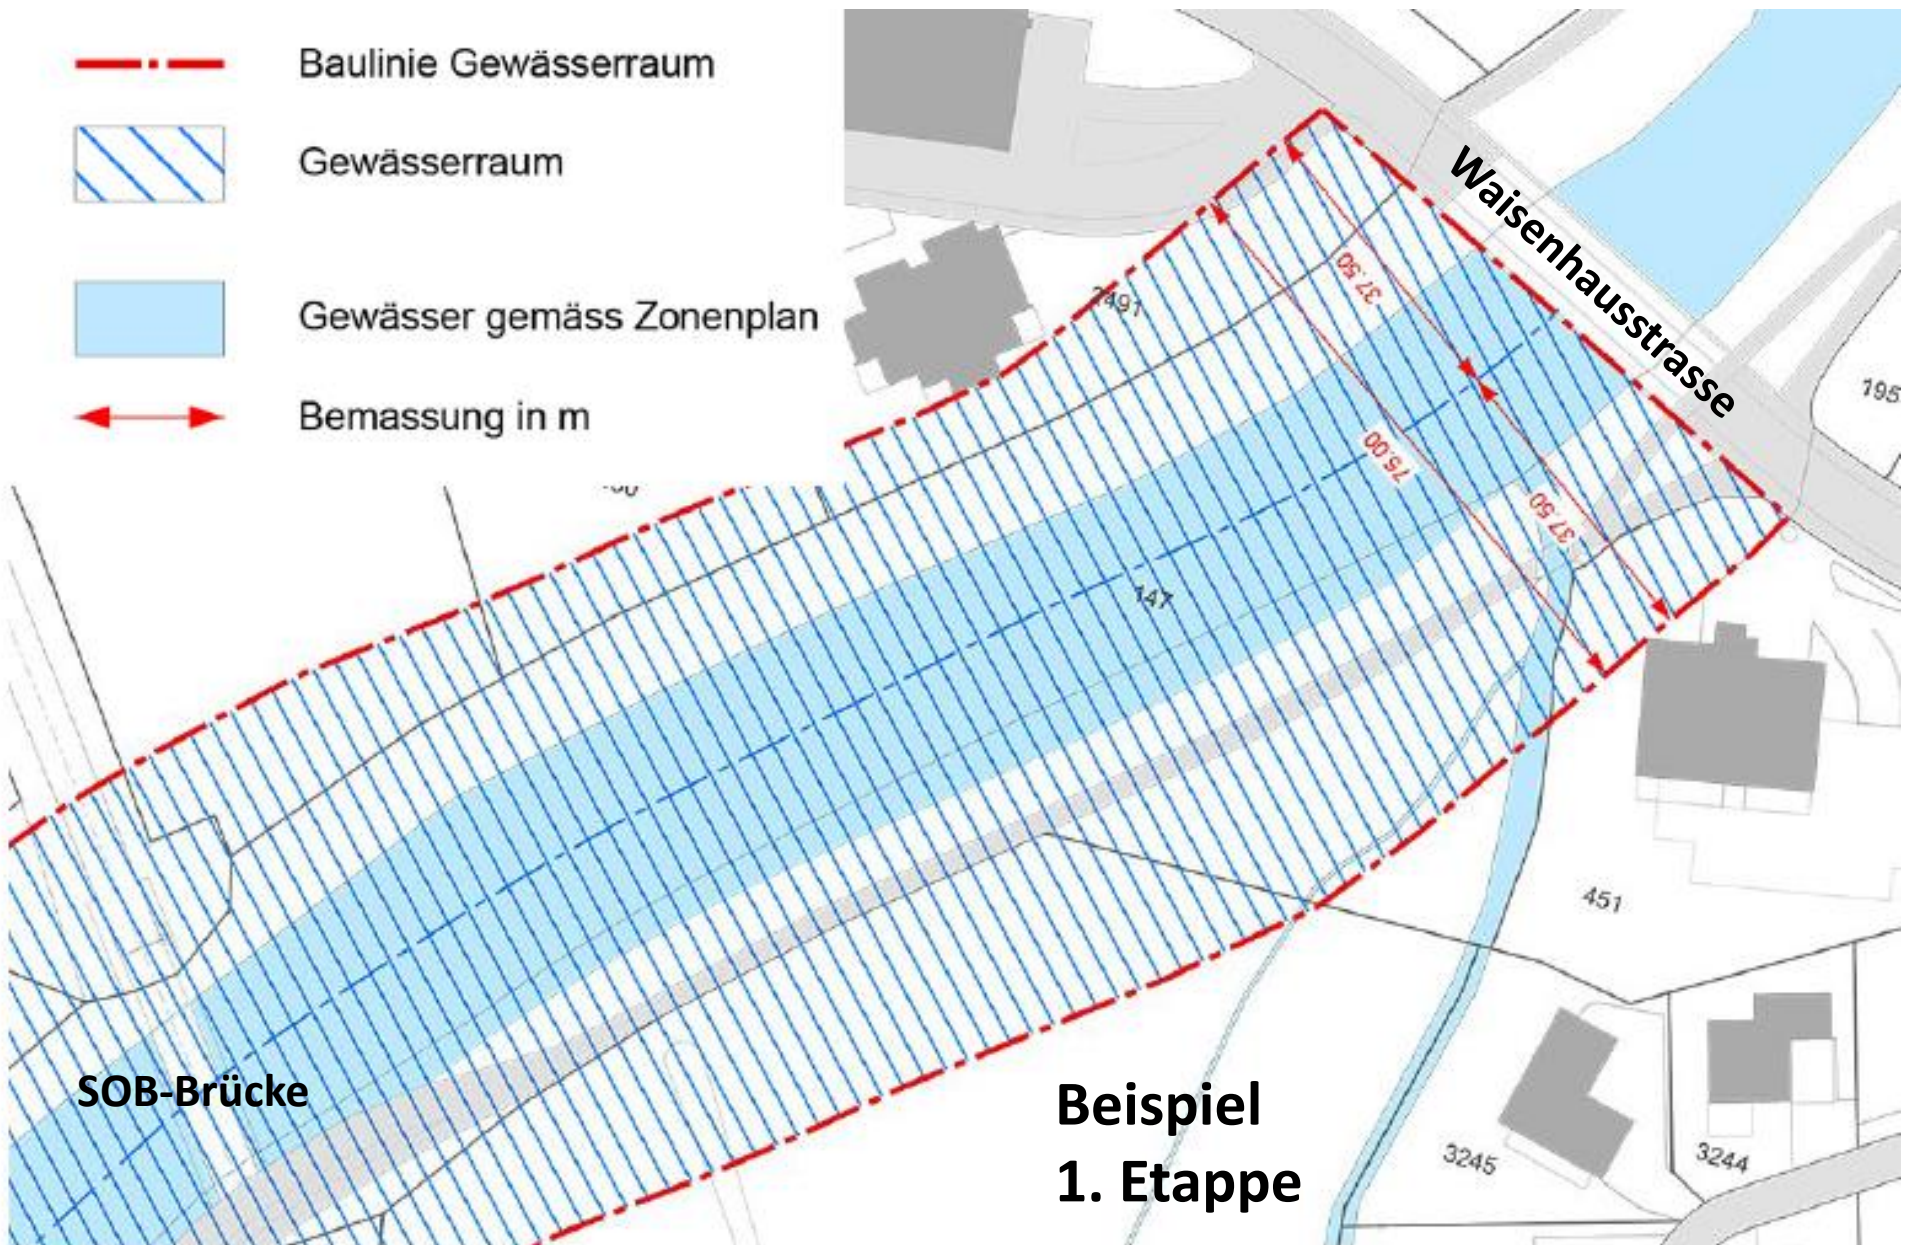 Baulinie Gewässerraum
Gewässerraum
Gewässer gemäss Zonenplan
Bemassung in m
Waisenhausstrasse
2491
37.50
195
75.00
37.50
147
451
SOB-Brücke
Beispiel
1. Etappe
3245
3244